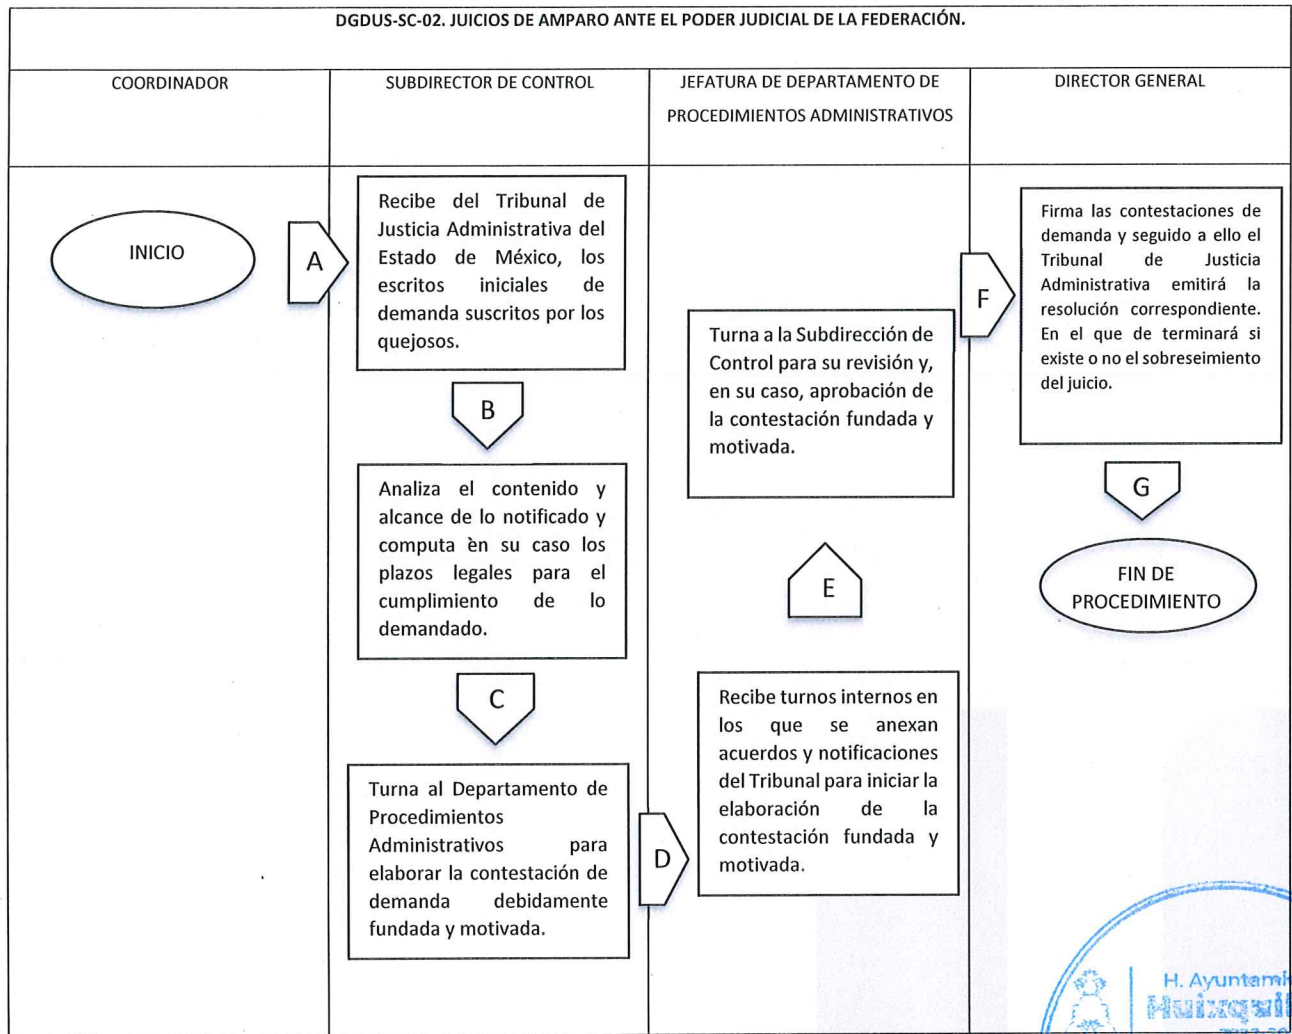 DGDUS-SC-02. JUICIOS DE AMPARO ANTE EL PODER JUDICIAL DE LA FEDERACIÓN.
COORDINADOR
SUBDIRECTOR DE CONTROL
JEFATURA DE DEPARTAMENTO DE
PROCEDIMIENTOS ADMINISTRATIVOS
DIRECTOR GENERAL
INICIO
A
Recibe del Tribunal de
Justicia Administrativa del
Estado de México, los
escritos iniciales de
demanda suscritos por los
quejosos.
B
Analiza el contenido y
alcance de lo notificado y
computa en su caso los
plazos legales para el
cumplimiento de lo
demandado.
C
Turna al Departamento de
Procedimientos
Administrativos para
elaborar la contestación de
demanda debidamente
fundada y motivada.
D
Recibe turnos internos en
los que se anexan
acuerdos y notificaciones
del Tribunal para iniciar la
elaboración de la
contestación fundada y
motivada.
E
Turna a la Subdirección de
Control para su revisión y,
en su caso, aprobación de
la contestación fundada y
motivada.
F
Firma las contestaciones de
demanda y seguido a ello el
Tribunal de Justicia
Administrativa emitirá la
resolución correspondiente.
En el que de terminará si
existe o no el sobreseimiento
del juicio.
G
FIN DE
PROCEDIMIENTO
H. Ayuntami
Huixquil